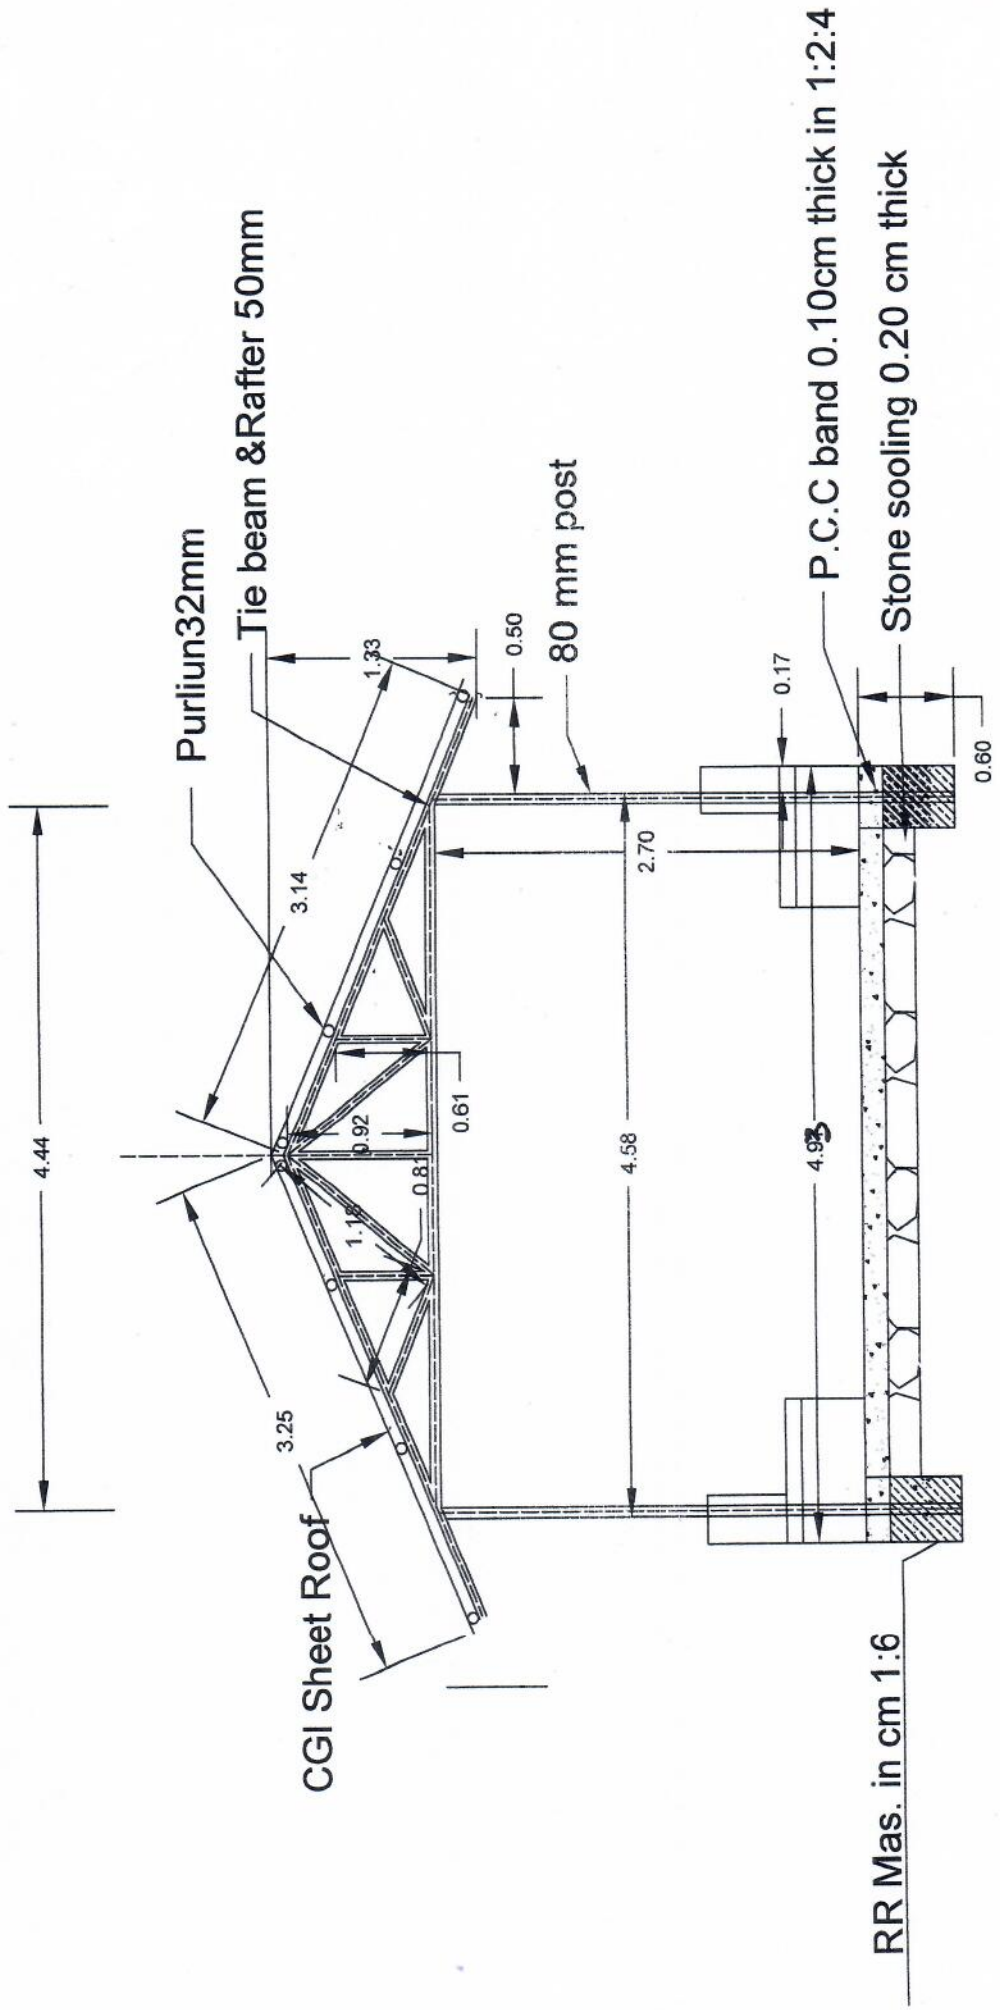 4.44
Purliun32mm
Tie beam &Rafter 50mm
3.14
3.25
1.33
0.50
CGI Sheet Roof
0.92
0.61
0.81
80 mm post
2.70
4.58
0.17
P.C.C band 0.10cm thick in 1:2:4
Stone sooling 0.20 cm thick
0.60
RR Mas. in cm 1:6